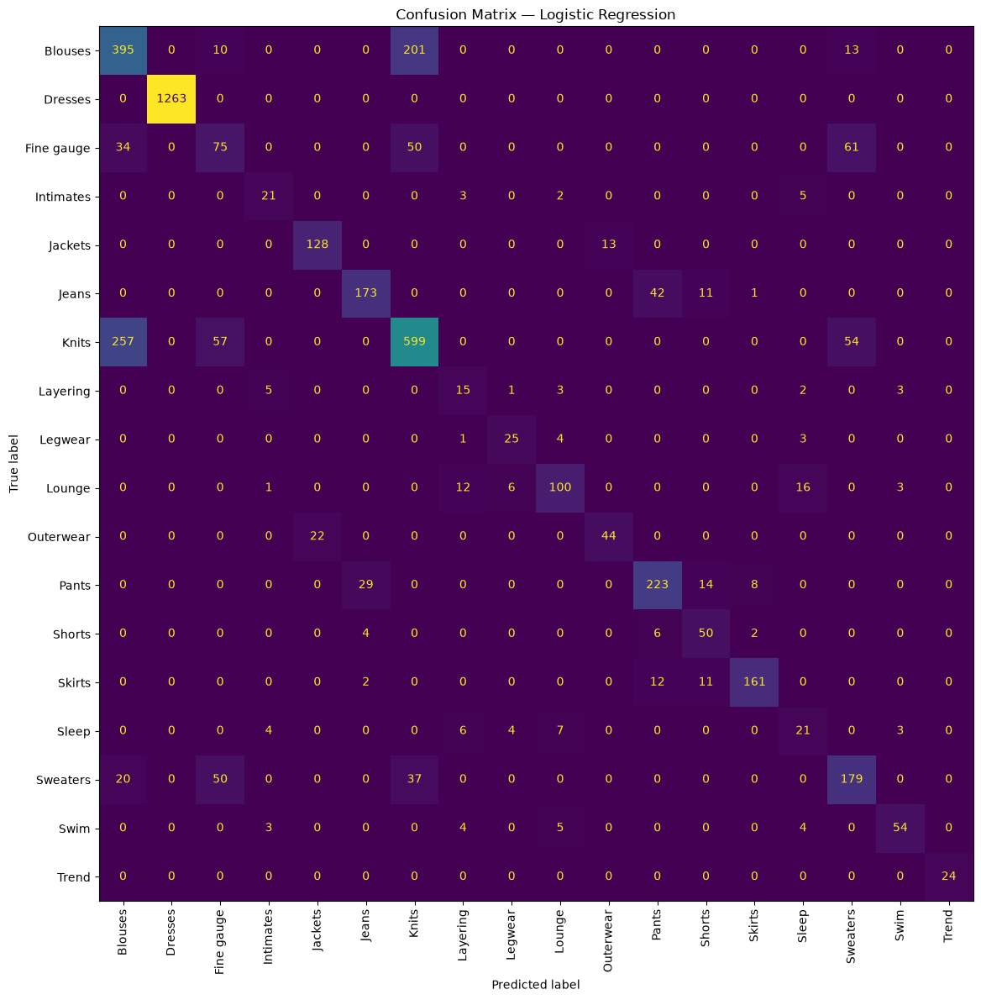 Confusion Matrix — Logistic Regression
Blouses 395 0 10 0 0 0 201 0 0 0 0 0 0 0 0 13 0 0
Dresses 0 1263 0 0 0 0 0 0 0 0 0 0 0 0 0 0 0 0
Fine gauge 34 0 75 0 0 0 50 0 0 0 0 0 0 0 0 61 0 0
Intimates 0 0 0 21 0 0 0 3 0 2 0 0 0 0 5 0 0 0
Jackets 0 0 0 0 128 0 0 0 0 0 13 0 0 0 0 0 0 0
Jeans 0 0 0 0 0 173 0 0 0 0 0 42 11 1 0 0 0 0
Knits 257 0 57 0 0 0 599 0 0 0 0 0 0 0 0 54 0 0
Layering 0 0 0 5 0 0 0 15 1 3 0 0 0 0 2 0 3 0
Legwear 0 0 0 0 0 0 0 1 25 4 0 0 0 0 3 0 0 0
Lounge 0 0 0 1 0 0 0 12 6 100 0 0 0 0 16 0 3 0
Outerwear 0 0 0 0 22 0 0 0 0 0 44 0 0 0 0 0 0 0
Pants 0 0 0 0 0 29 0 0 0 0 0 223 14 8 0 0 0 0
Shorts 0 0 0 0 0 4 0 0 0 0 0 6 50 2 0 0 0 0
Skirts 0 0 0 0 0 2 0 0 0 0 0 12 11 161 0 0 0 0
Sleep 0 0 0 4 0 0 0 6 4 7 0 0 0 0 21 0 3 0
Sweaters 20 0 50 0 0 0 37 0 0 0 0 0 0 0 0 179 0 0
Swim 0 0 0 3 0 0 0 4 0 5 0 0 0 0 4 0 54 0
Trend 0 0 0 0 0 0 0 0 0 0 0 0 0 0 0 0 0 24
True label
Blouses Dresses Fine gauge Intimates Jackets Jeans Knits Layering Legwear Lounge Outerwear Pants Shorts Skirts Sleep Sweaters Swim Trend
Predicted label